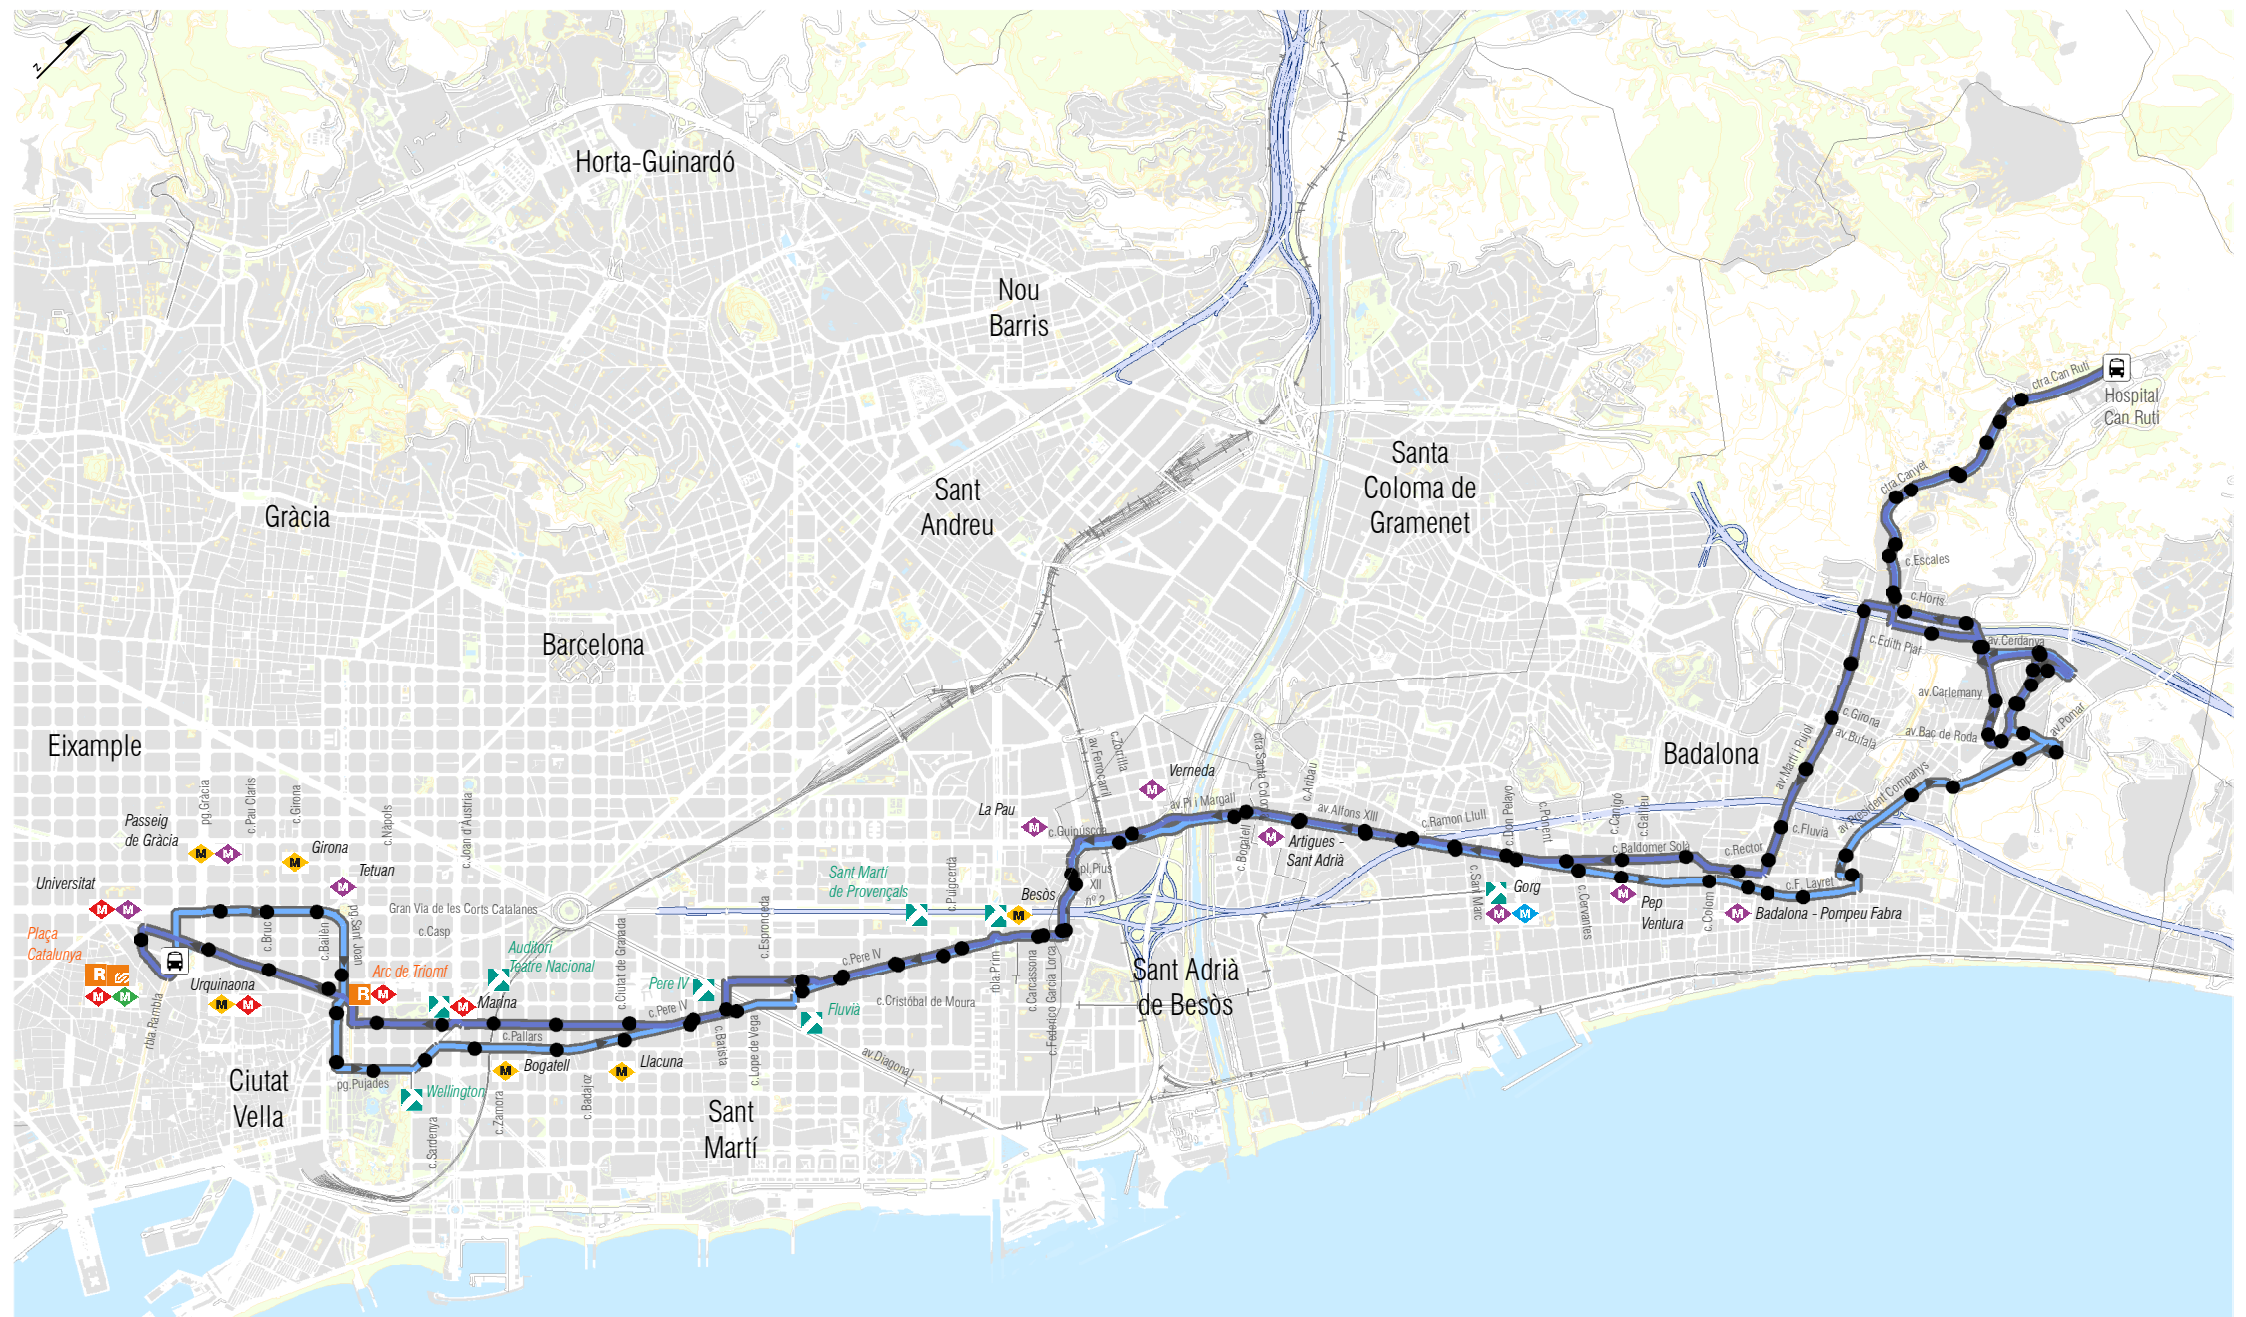 z
Horta-Guinardó
Nou
Barris
ctra.Can Ruti
Hospital
Can Ruti
Santa
Coloma de
Gramenet
Sant
Andreu
ctra.Canyet
Gràcia
c.Escales
c.Horts
Barcelona
c.Edith Piaf
av.Cerdanya
av.Carlemany
c.Girona
av.Bufalà
av.Bac de Roda
av.Pomar
Eixample
Badalona
av.Martí i Pujol
av.President Companys
c.Zorrilla
av.Ferrocarril
Verneda
ctra.Santa Colo
c.Aribau
pg.Gràcia
c.Pau Claris
c.Girona
c.Nàpols
c.Joan d'Àustria
Passeig
de Gràcia
M
M
Girona
M
Tetuan
M
La Pau
M
M
c.Guipúscoa
av.Pi i Margall
av.Alfons XIII
c.Ramon Llull
c.Don Pelayo
c.Ponent
c.Canigó
c.Galileu
c.Fluvià
c.Bogatell
M
Artigues -
Sant Adrià
c.Baldomer Solà
c.Rector
Universitat
M
M
Sant Martí
de Provençals
c.Puigcerdà
Besòs
M
pl.Pius
XII
nº 2
c.Sant Marc
Gorg
M
M
c.Cervantes
M
Pep
Ventura
c.Colom
c.F. Layret
M
Badalona - Pompeu Fabra
Gran Via de les Corts Catalanes
c.Casp
pg.Sant Joan
c.Bruc
c.Bailèn
Plaça
Catalunya
R
M
M
Urquinaona
M
M
Arc de Triomf
R
M
Auditori
Teatre Nacional
M
Marina
c.Ciutat de Granada
c.Espronceda
c.Pere IV
Pere IV
c.Pere IV
rbla.Prim
c.Carcassona
c.Federico García Lorca
Sant Adrià
de Besòs
c.Cristóbal de Moura
Fluvià
rbla.Rambla
c.Pallars
c.Batista
c.Lope de Vega
av.Diagonal
M
Bogatell
M
Llacuna
pg.Pujades
Wellington
Ciutat
Vella
c.Sardenya
c.Zamora
c.Badajoz
Sant
Martí